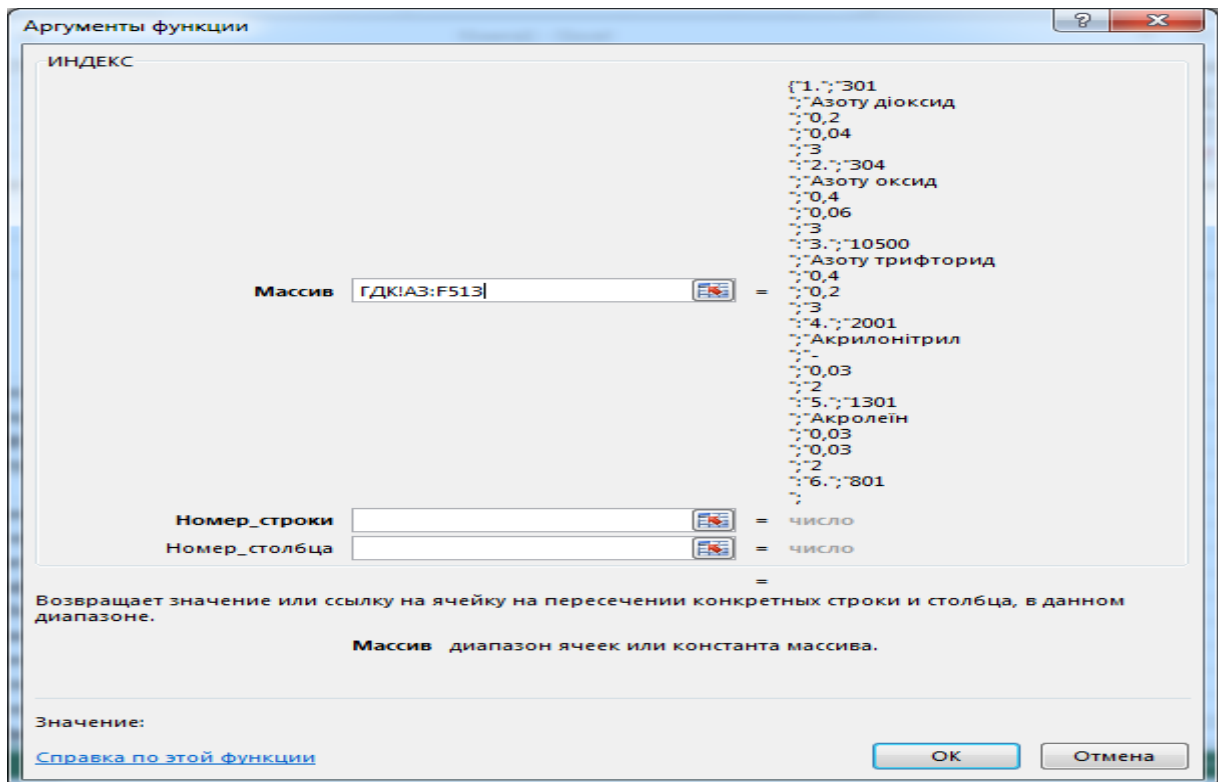 Аргументы функции
ИНДЕКС
{"1.";"301
";"Азоту діоксид
";"0,2
";"0,04
";"3
":"2.";"304
";"Азоту оксид
";"0,4
";"0,06
";"3
":"3.";"10500
";"Азоту трифторид
";"0,4
Массив ГДК!A3:F513 = ";"0,2
";"3
":"4.";"2001
";"Акрилонітрил
";"-
";"0,03
";"2
":"5.";"1301
";"Акролеїн
";"0,03
";"0,03
";"2
":"6.";"801
";
Номер_строки = число
Номер_столбца = число
=
Возвращает значение или ссылку на ячейку на пересечении конкретных строки и столбца, в данном
диапазоне.
Массив диапазон ячеек или константа массива.
Значение:
Справка по этой функции
ОК Отмена